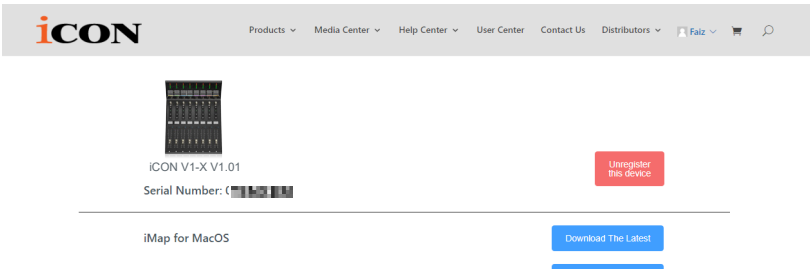 iCON
Products Media Center Help Center User Center Contact Us Distributors Faiz
iCON V1-X V1.01
Unregister
this device
Serial Number:
iMap for MacOS
Download The Latest